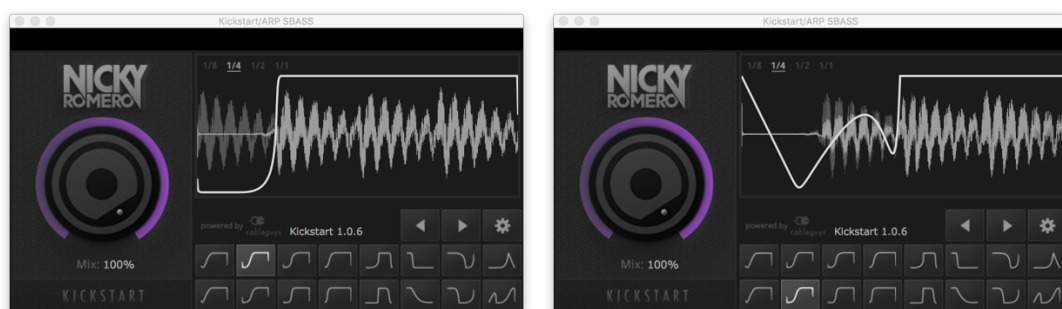 Kickstart/ARP SBASS
NICKY
ROMERO
1/8 1/4 1/2 1/1
powered by
cableguys
Kickstart 1.0.6
Mix: 100%
KICKSTART
Kickstart/ARP SBASS
NICKY
ROMERO
1/8 1/4 1/2 1/1
powered by
cableguys
Kickstart 1.0.6
Mix: 100%
KICKSTART